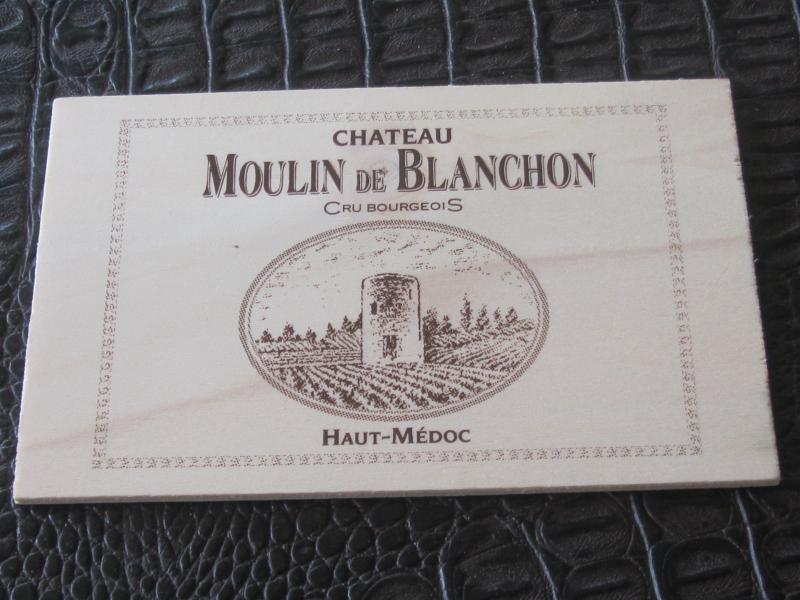 CHATEAU
MOULIN DE BLANCHON
CRU BOURGEOIS
HAUT-MÉDOC